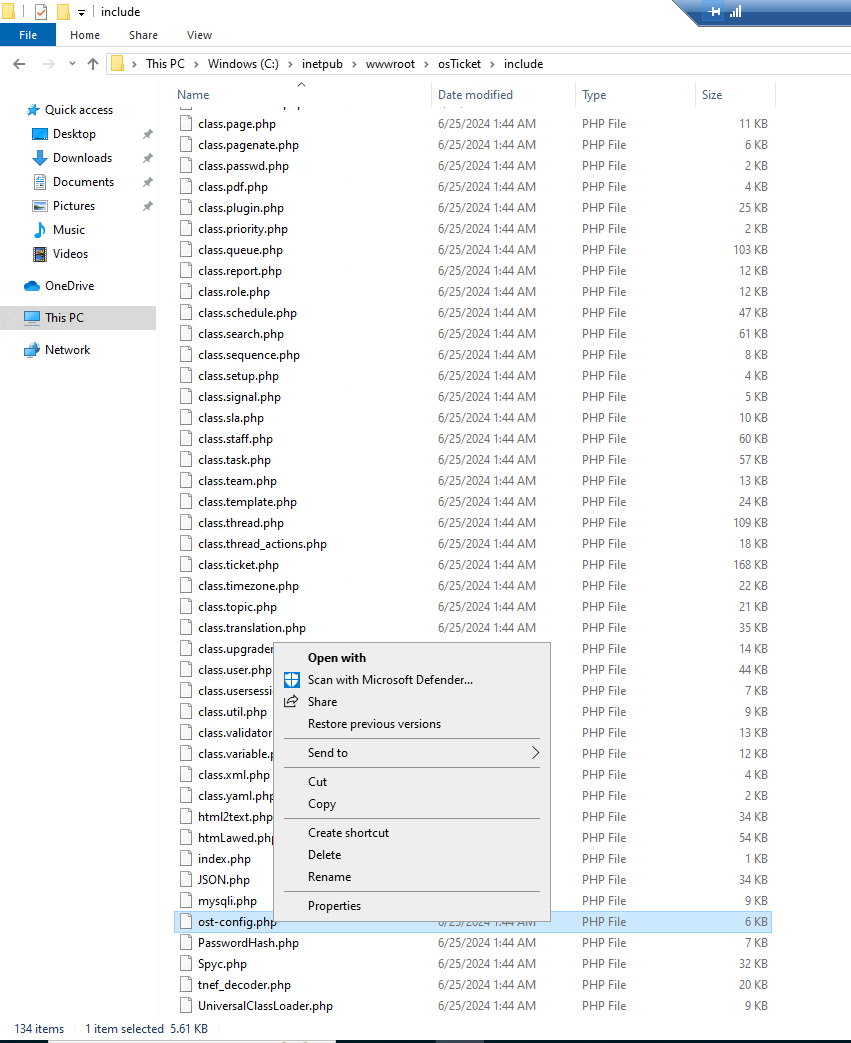 include
File Home Share View
This PC Windows (C:) inetpub wwwroot osTicket include
Name Date modified Type Size
Quick access
Desktop
Downloads
Documents
Pictures
Music
Videos
OneDrive
This PC
Network
class.page.php 6/25/2024 1:44 AM PHP File 11 KB
class.pagenate.php 6/25/2024 1:44 AM PHP File 6 KB
class.passwd.php 6/25/2024 1:44 AM PHP File 2 KB
class.pdf.php 6/25/2024 1:44 AM PHP File 4 KB
class.plugin.php 6/25/2024 1:44 AM PHP File 25 KB
class.priority.php 6/25/2024 1:44 AM PHP File 2 KB
class.queue.php 6/25/2024 1:44 AM PHP File 103 KB
class.report.php 6/25/2024 1:44 AM PHP File 12 KB
class.role.php 6/25/2024 1:44 AM PHP File 12 KB
class.schedule.php 6/25/2024 1:44 AM PHP File 47 KB
class.search.php 6/25/2024 1:44 AM PHP File 61 KB
class.sequence.php 6/25/2024 1:44 AM PHP File 8 KB
class.setup.php 6/25/2024 1:44 AM PHP File 4 KB
class.signal.php 6/25/2024 1:44 AM PHP File 5 KB
class.sla.php 6/25/2024 1:44 AM PHP File 10 KB
class.staff.php 6/25/2024 1:44 AM PHP File 60 KB
class.task.php 6/25/2024 1:44 AM PHP File 57 KB
class.team.php 6/25/2024 1:44 AM PHP File 13 KB
class.template.php 6/25/2024 1:44 AM PHP File 24 KB
class.thread.php 6/25/2024 1:44 AM PHP File 109 KB
class.thread_actions.php 6/25/2024 1:44 AM PHP File 18 KB
class.ticket.php 6/25/2024 1:44 AM PHP File 168 KB
class.timezone.php 6/25/2024 1:44 AM PHP File 22 KB
class.topic.php 6/25/2024 1:44 AM PHP File 21 KB
class.translation.php 6/25/2024 1:44 AM PHP File 35 KB
class.upgrader PHP File 14 KB
class.user.php PHP File 44 KB
class.usersessi PHP File 7 KB
class.util.php PHP File 9 KB
class.validator PHP File 13 KB
class.variable.p PHP File 12 KB
class.xml.php PHP File 4 KB
class.yaml.php PHP File 2 KB
html2text.php PHP File 34 KB
htmLawed.php PHP File 54 KB
index.php PHP File 1 KB
JSON.php PHP File 34 KB
mysqli.php PHP File 9 KB
ost-config.php 6/25/2024 1:44 AM PHP File 6 KB
PasswordHash.php 6/25/2024 1:44 AM PHP File 7 KB
Spyc.php 6/25/2024 1:44 AM PHP File 32 KB
tnef_decoder.php 6/25/2024 1:44 AM PHP File 20 KB
UniversalClassLoader.php 6/25/2024 1:44 AM PHP File 9 KB
Open with
Scan with Microsoft Defender...
Share
Restore previous versions
Send to
Cut
Copy
Create shortcut
Delete
Rename
Properties
134 items 1 item selected 5.61 KB